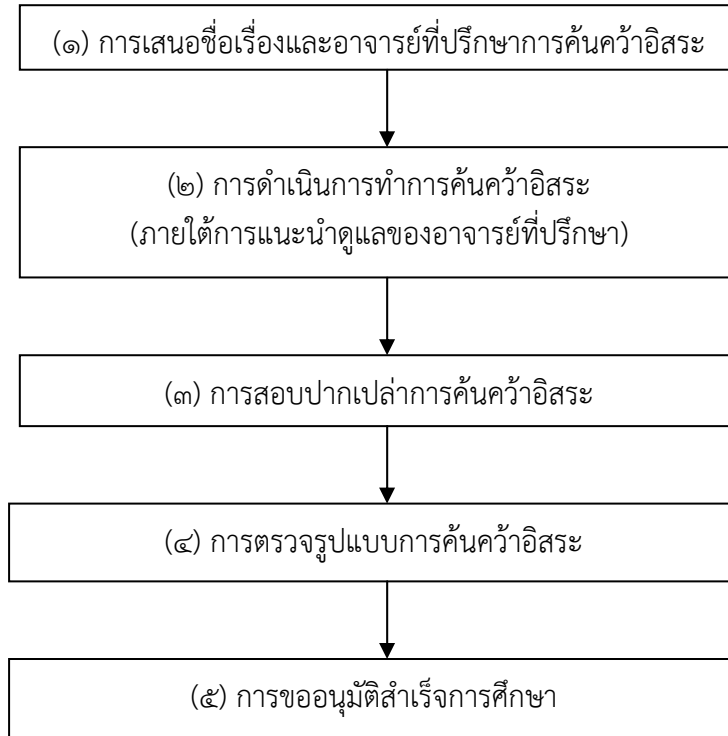 (๑) การเสนอชื่อเรื่องและอาจารย์ที่ปรึกษาการค้นคว้าอิสระ
(๒) การดำเนินการทำการค้นคว้าอิสระ
(ภายใต้การแนะนำดูแลของอาจารย์ที่ปรึกษา)
(๓) การสอบปากเปล่าการค้นคว้าอิสระ
(๔) การตรวจรูปแบบการค้นคว้าอิสระ
(๕) การขออนุมัติสำเร็จการศึกษา